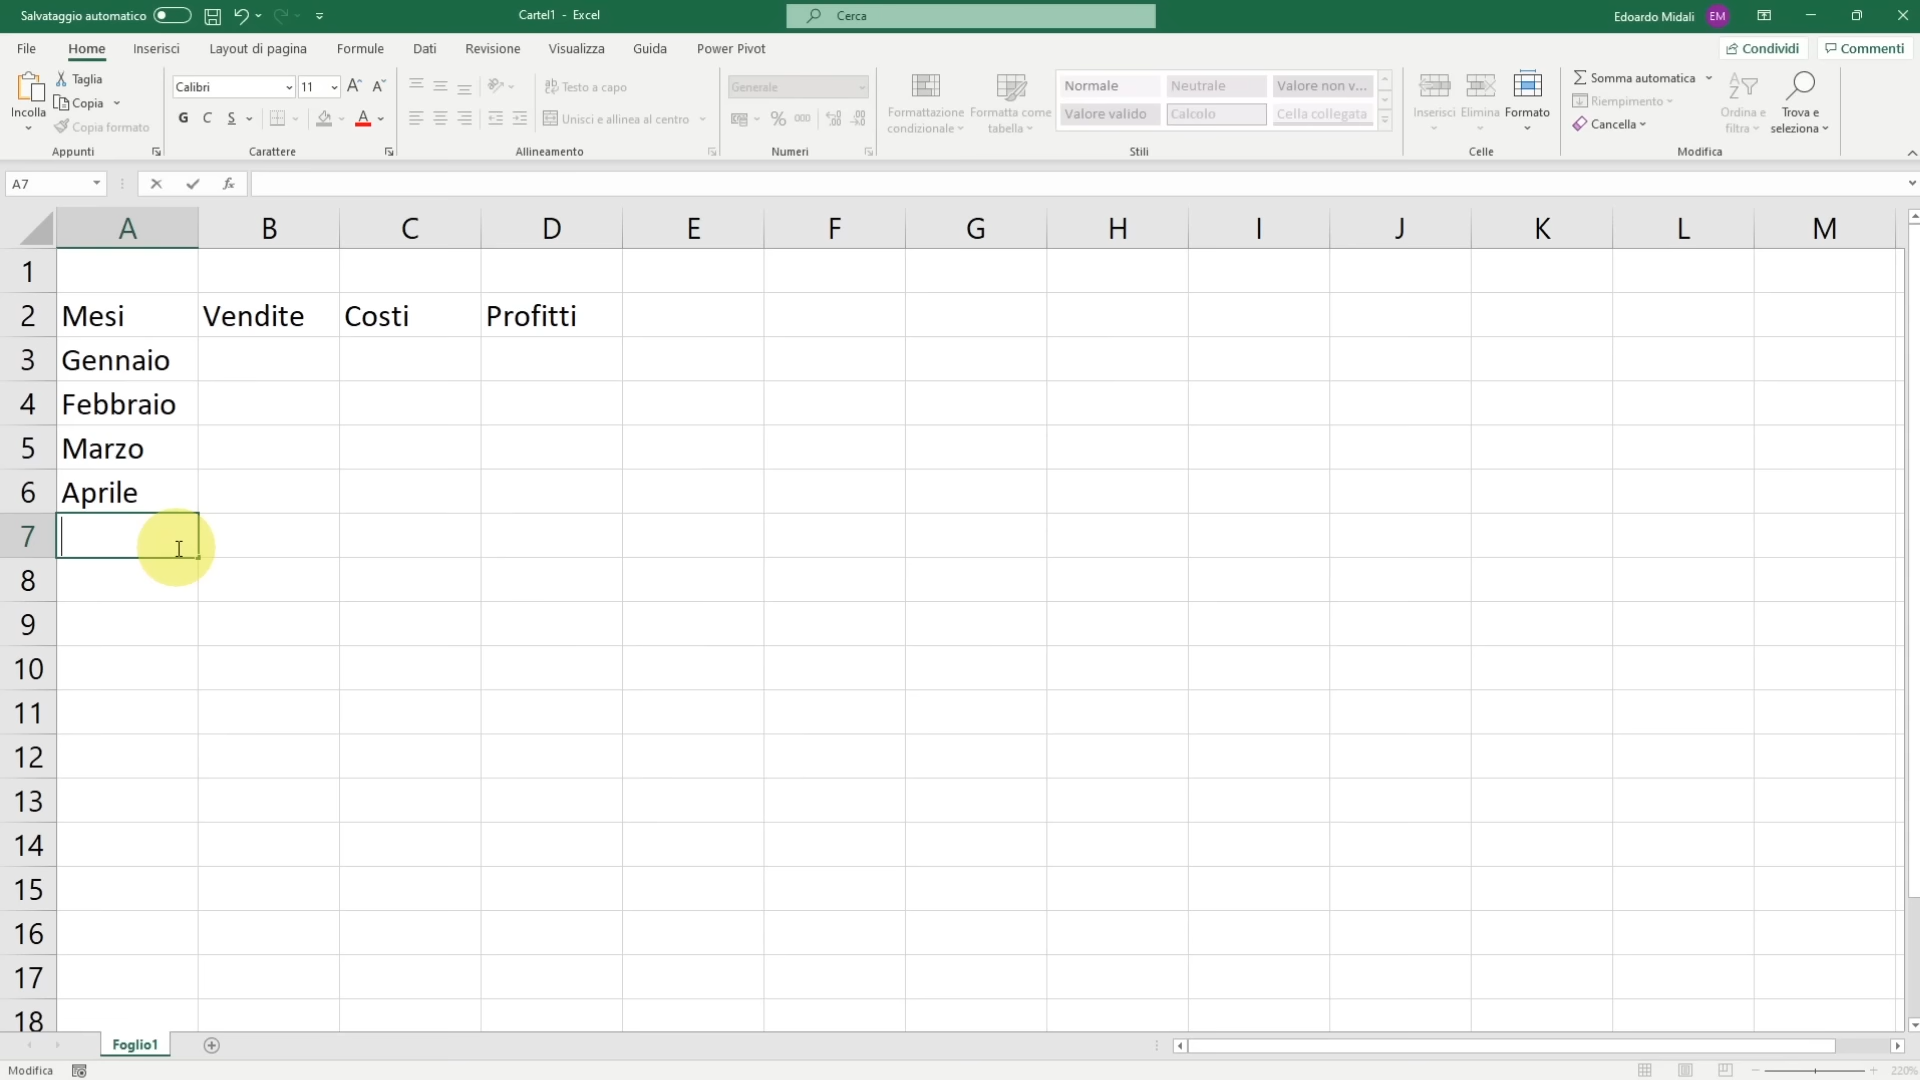 Salvataggio automatico
Cartel1 - Excel
Cerca
Edoardo Midali EM
File Home Inserisci Layout di pagina Formule Dati Revisione Visualizza Guida Power Pivot
Condividi Commenti
Incolla
Taglia
Copia
Copia formato
Appunti
Calibri 11
G C S A
Carattere
Testo a capo
Unisci e allinea al centro
Allineamento
Generale
% 000
Numeri
Formattazione condizionale
Formatta come tabella
Normale Neutrale Valore non v...
Valore valido Calcolo Cella collegata
Stili
Inserisci Elimina Formato
Celle
Somma automatica
Riempimento
Cancella
Ordina e filtra
Trova e seleziona
Modifica
A7 fx
A B C D E F G H I J K L M
1
2 Mesi Vendite Costi Profitti
3 Gennaio
4 Febbraio
5 Marzo
6 Aprile
7
8
9
10
11
12
13
14
15
16
17
18
Foglio1
Modifica
220%